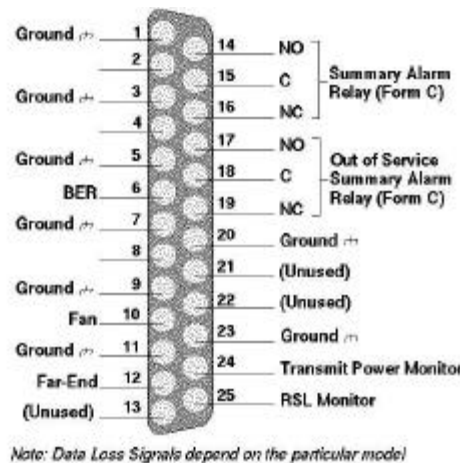 Ground 1
2
Ground 3
4
Ground 5
BER 6
Ground 7
8
Ground 9
Fan 10
Ground 11
Far-End 12
(Unused) 13
14 NO
15 C
16 NC
Summary Alarm
Relay (Form C)
17 NO
18 C
19 NC
Out of Service
Summary Alarm
Relay (Form C)
20 Ground
21 (Unused)
22 (Unused)
23 Ground
24 Transmit Power Monitor
25 RSL Monitor
Note: Data Loss Signals depend on the particular model